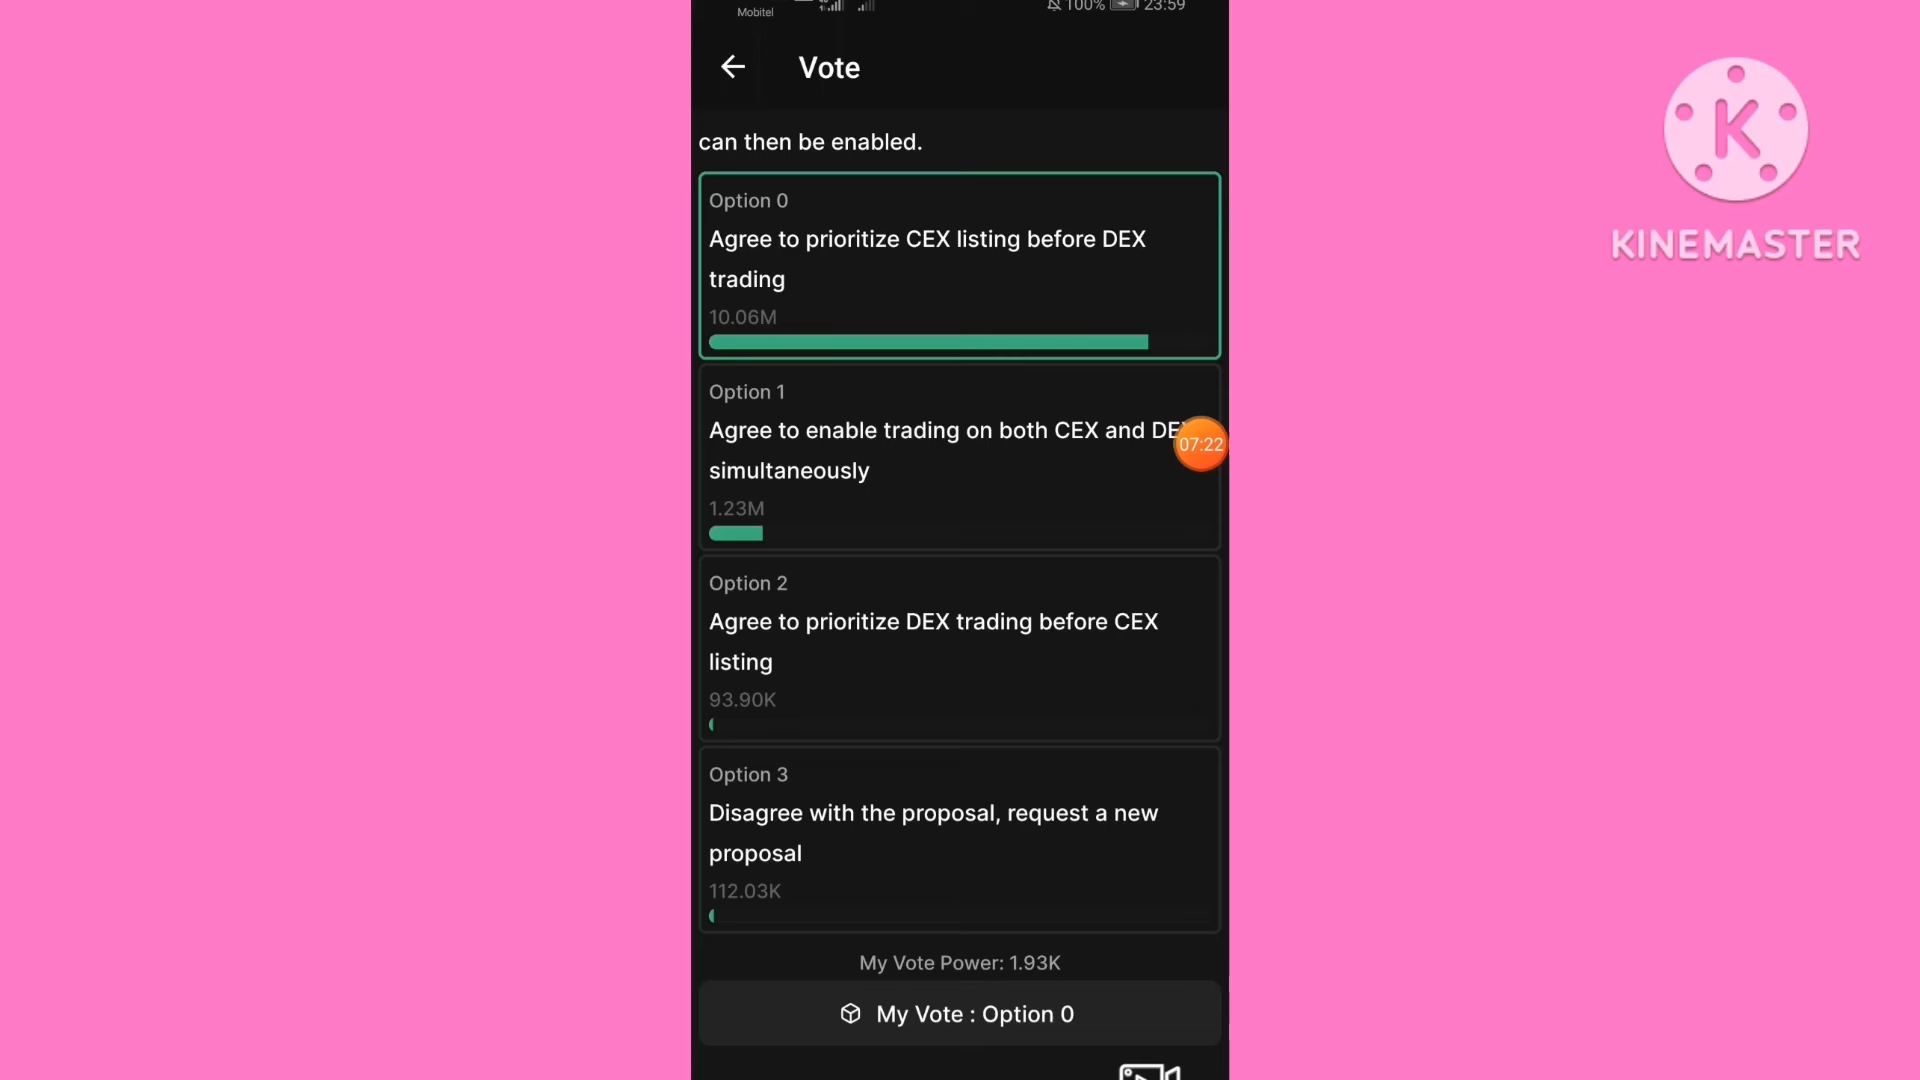 Mobitel
100% 23:59
Vote
can then be enabled.
Option 0
Agree to prioritize CEX listing before DEX
trading
10.06M
Option 1
Agree to enable trading on both CEX and
07:22
simultaneously
1.23M
Option 2
Agree to prioritize DEX trading before CEX
listing
93.90K
Option 3
Disagree with the proposal, request a new
proposal
112.03K
My Vote Power: 1.93K
My Vote : Option 0
K
KINEMASTER